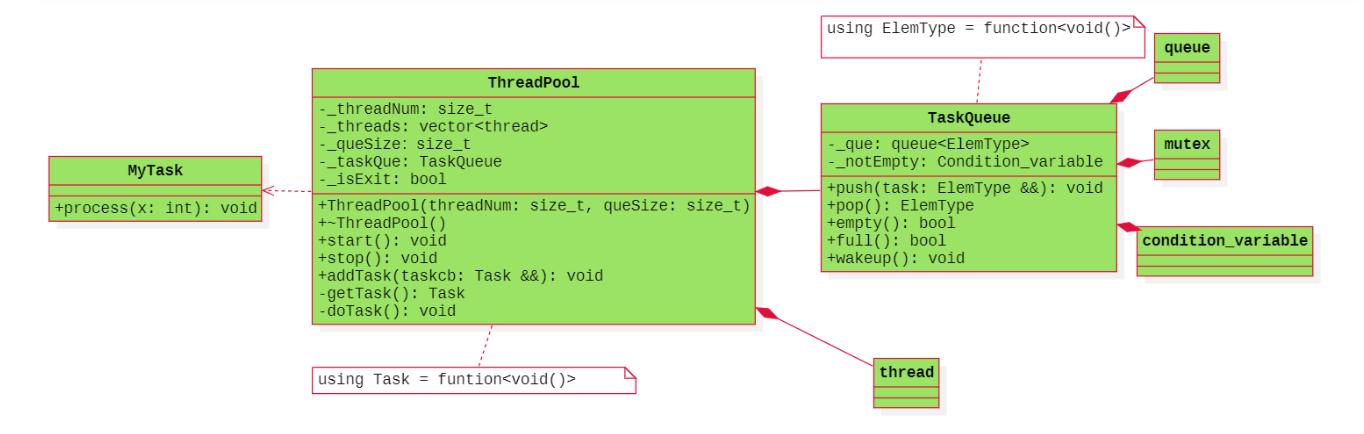 MyTask
+process(x: int): void
ThreadPool
-_threadNum: size_t
-_threads: vector<thread>
-_queSize: size_t
-_taskQue: TaskQueue
-_isExit: bool
+ThreadPool(threadNum: size_t, queSize: size_t)
+~ThreadPool()
+start(): void
+stop(): void
+addTask(taskcb: Task &&): void
-getTask(): Task
-doTask(): void
using Task = funtion<void()>
using ElemType = function<void()>
TaskQueue
-_que: queue<ElemType>
-_notEmpty: Condition_variable
+push(task: ElemType &&): void
+pop(): ElemType
+empty(): bool
+full(): bool
+wakeup(): void
queue
mutex
condition_variable
thread